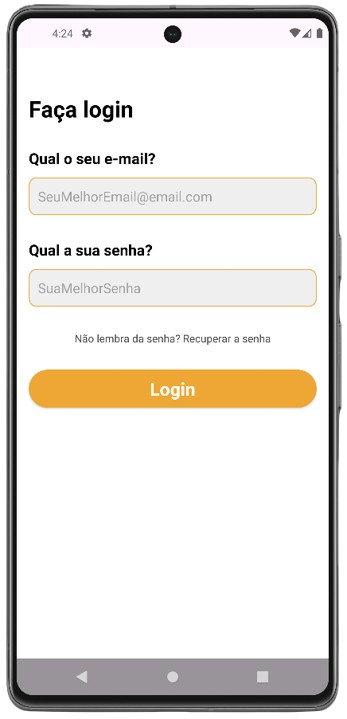 4:24
Faça login
Qual o seu e-mail?
SeuMelhorEmail@email.com
Qual a sua senha?
SuaMelhorSenha
Não lembra da senha? Recuperar a senha
Login